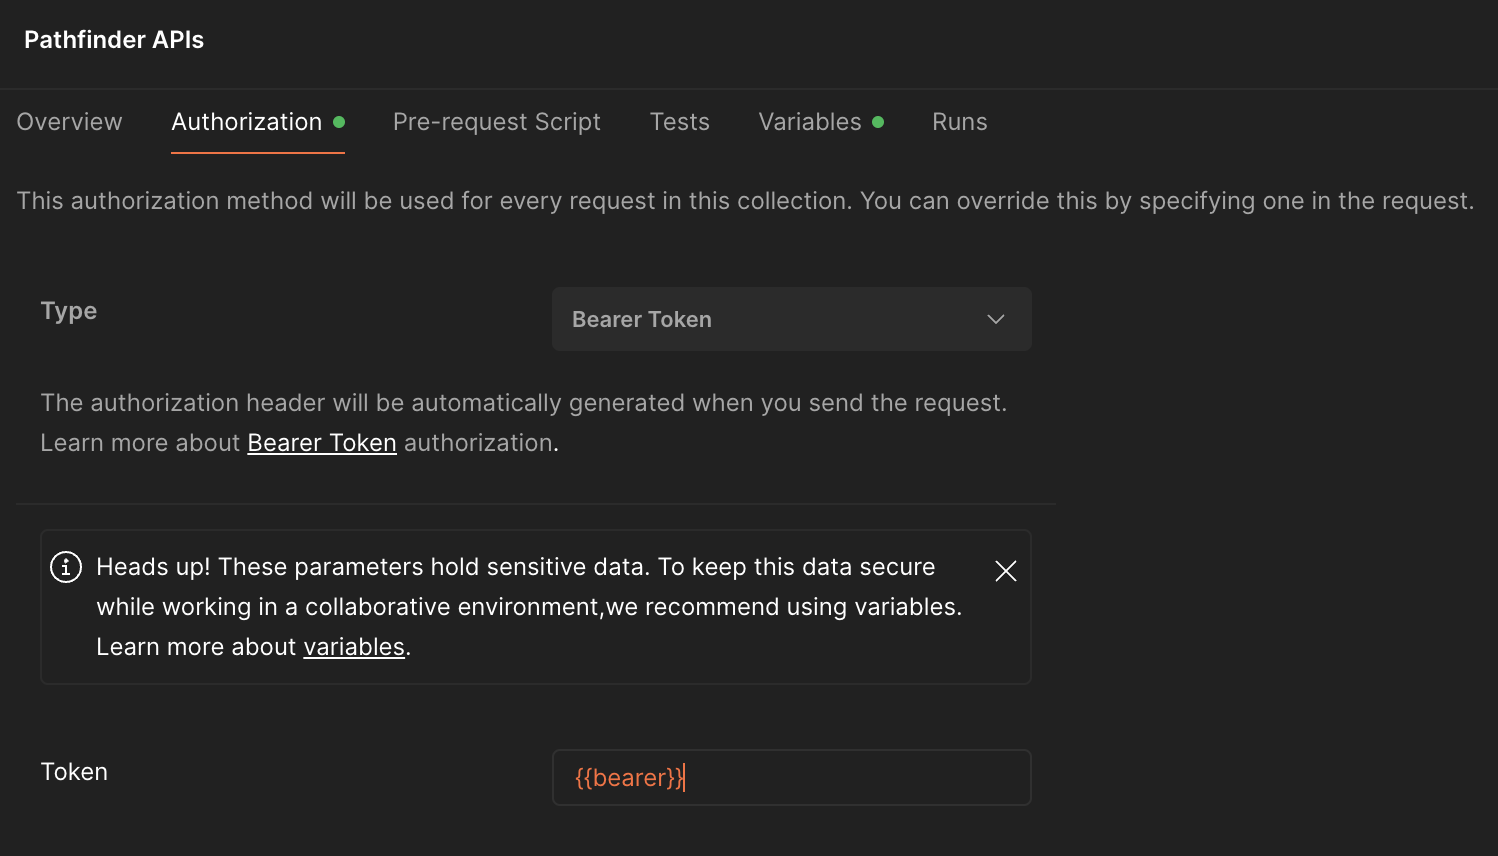 Pathfinder APIs
Overview Authorization Pre-request Script Tests Variables Runs
This authorization method will be used for every request in this collection. You can override this by specifying one in the request.
Type
Bearer Token
The authorization header will be automatically generated when you send the request.
Learn more about Bearer Token authorization.
Heads up! These parameters hold sensitive data. To keep this data secure
while working in a collaborative environment,we recommend using variables.
Learn more about variables.
Token
{{bearer}}